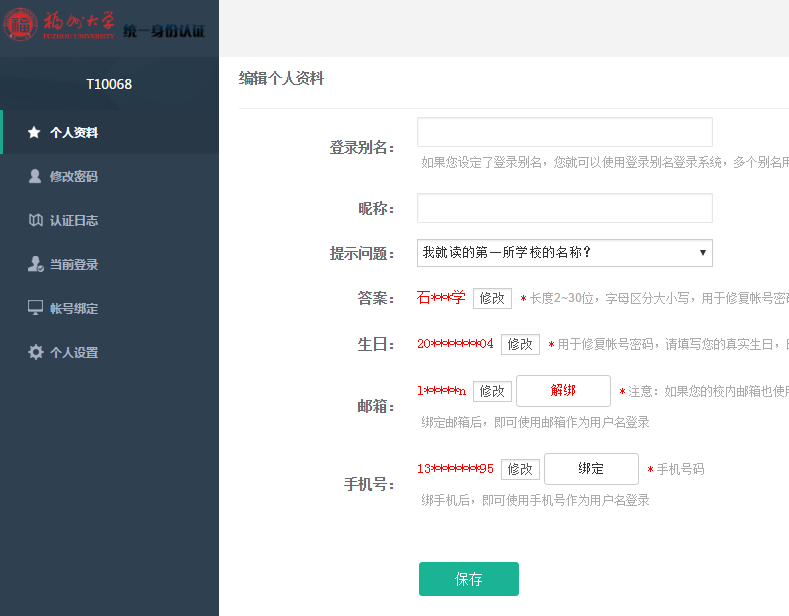 福州大学 统一身份认证
FUZHOU UNIVERSITY
T10068
个人资料
修改密码
认证日志
当前登录
帐号绑定
个人设置
编辑个人资料
登录别名：
如果您设定了登录别名，您就可以使用登录别名登录系统，多个别名用
昵称：
提示问题： 我就读的第一所学校的名称？
答案： 石***学 修改 * 长度2~30位，字母区分大小写，用于修复帐号密码
生日： 20*******04 修改 * 用于修复帐号密码，请填写您的真实生日，
邮箱： l*****n 修改 解绑 * 注意：如果您的校内邮箱也使用
绑定邮箱后，即可使用邮箱作为用户名登录
手机号： 13*******95 修改 绑定 * 手机号码
绑手机后，即可使用手机号作为用户名登录
保存